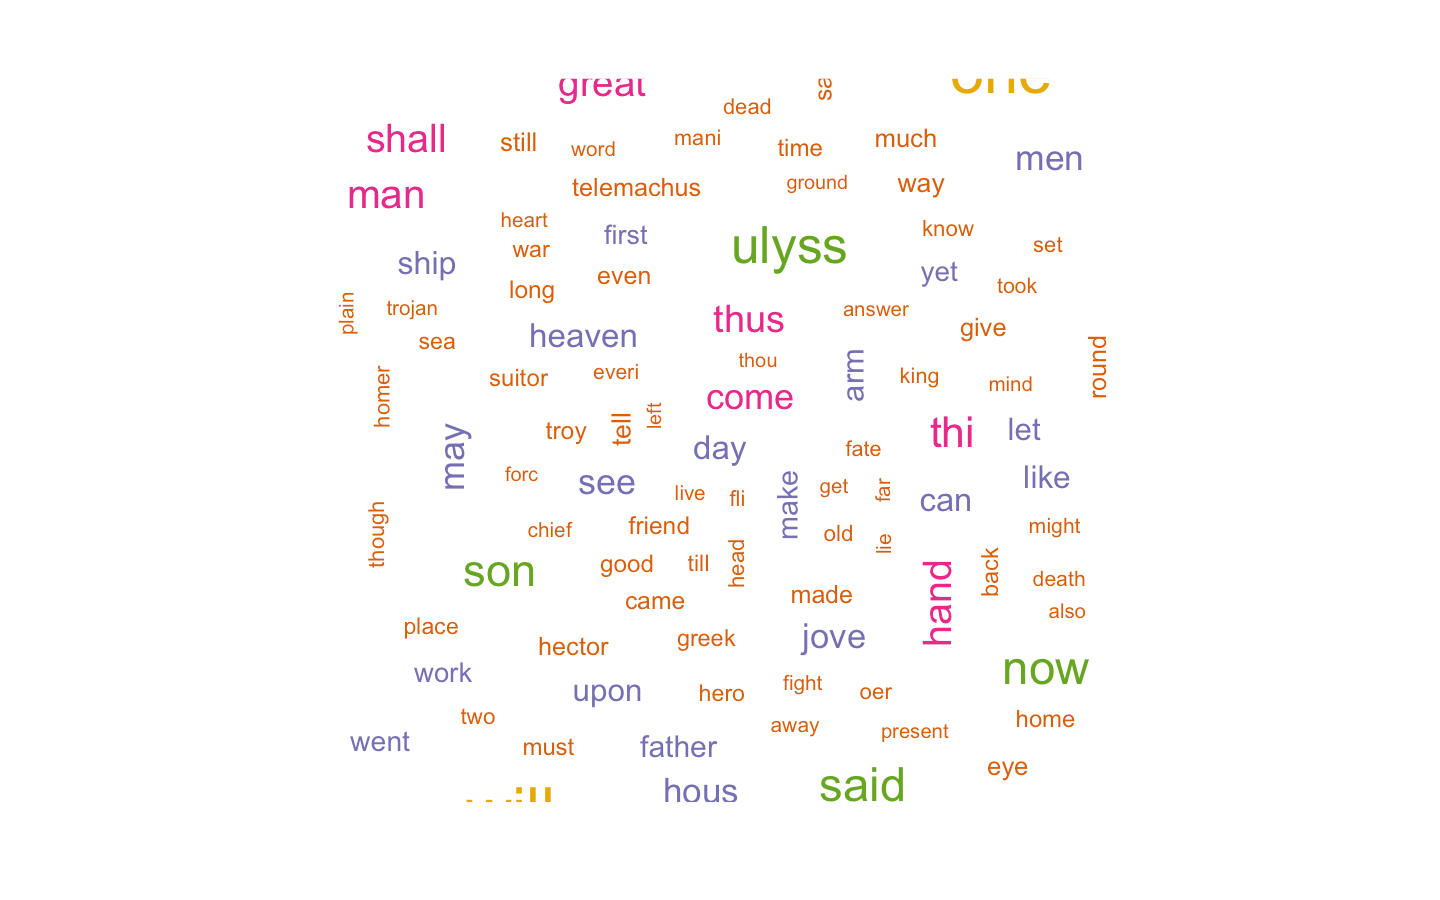 great
one
dead
shall
still
word
mani
time
much
men
man
telemachus
ground
way
heart
war
first
ulyss
know
set
ship
even
yet
long
took
plain
trojan
thus
answer
give
sea
heaven
thou
arm
king
mind
round
homer
suitor
everi
come
left
tell
troy
may
day
fate
thi
let
forc
see
live
fli
make
get
far
can
like
though
chief
friend
old
lie
might
son
good
till
head
back
death
came
made
hand
also
place
hector
greek
jove
work
upon
hero
fight
oer
now
two
away
present
home
went
must
father
eye
will
hous
said